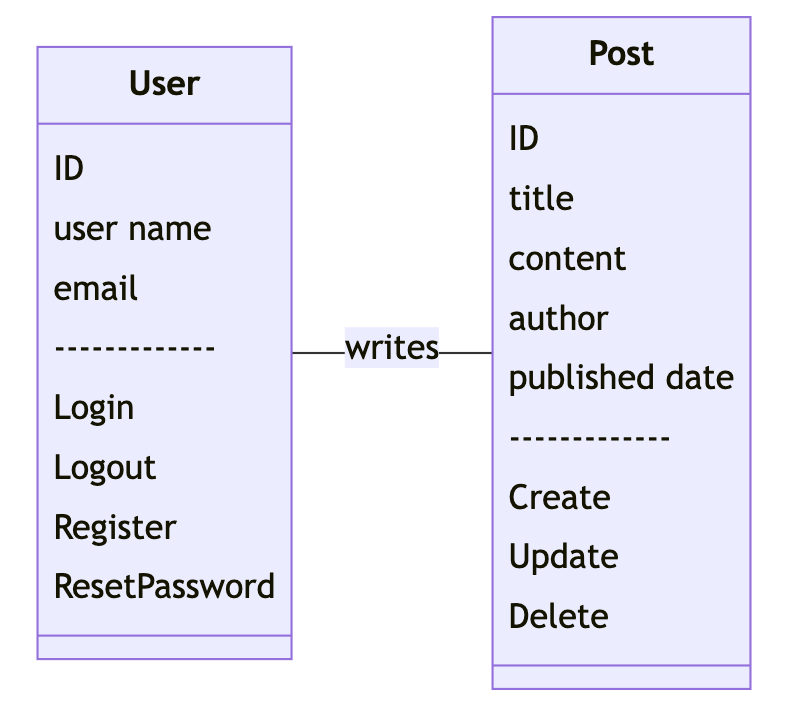 User
ID
user name
email
-------------
Login
Logout
Register
ResetPassword
writes
Post
ID
title
content
author
published date
-------------
Create
Update
Delete